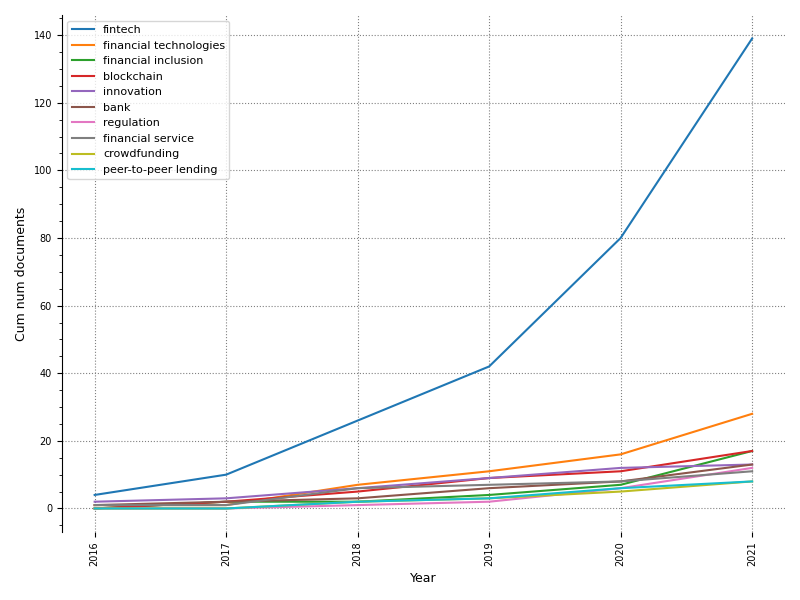 fintech
financial technologies
financial inclusion
blockchain
innovation
bank
regulation
financial service
crowdfunding
peer-to-peer lending
Cum num documents
140
120
100
80
60
40
20
0
2016
2017
2018
2019
2020
2021
Year